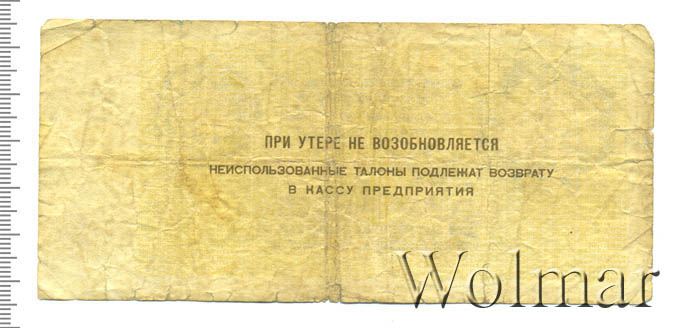 ПРИ УТЕРЕ НЕ ВОЗОБНОВЛЯЕТСЯ
НЕИСПОЛЬЗОВАННЫЕ ТАЛОНЫ ПОДЛЕЖАТ ВОЗВРАТУ
В КАССУ ПРЕДПРИЯТИЯ
Wolmar